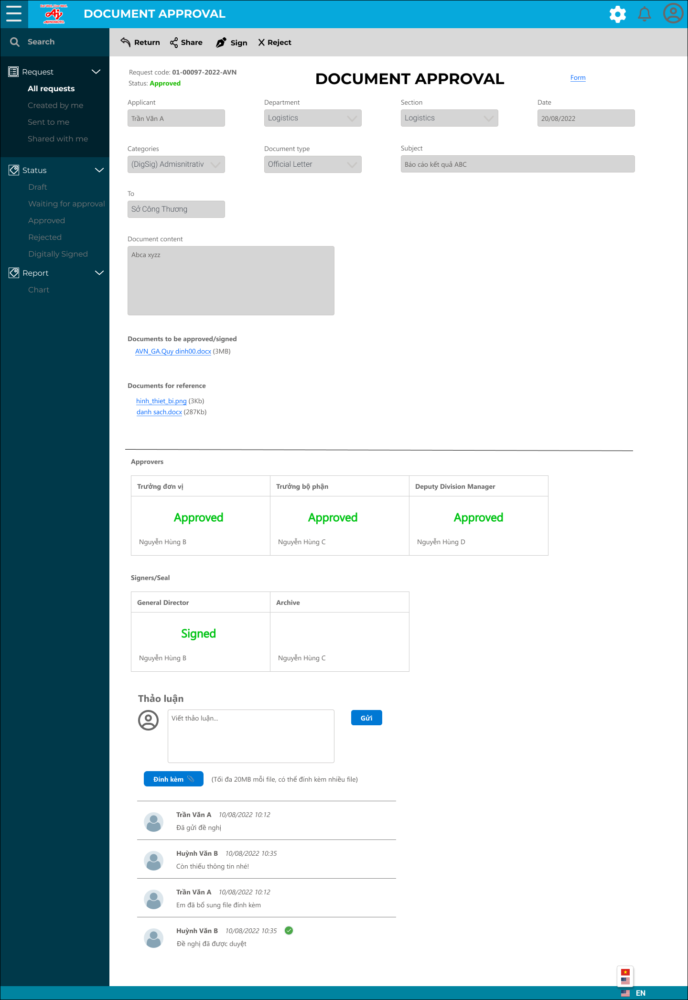 Eat Well, Live Well.
AJINOMOTO
DOCUMENT APPROVAL
Search
Return
Share
Sign
Reject
Request
All requests
Created by me
Sent to me
Shared with me
Status
Draft
Waiting for approval
Approved
Rejected
Digitally Signed
Report
Chart
Request code: 01-00097-2022-AVN
Status: Approved
DOCUMENT APPROVAL
Form
Applicant
Department
Section
Date
Trần Văn A
Logistics
Logistics
20/08/2022
Categories
Document type
Subject
(DigSig) Admisnitrativ
Official Letter
Báo cáo kết quả ABC
To
Sở Công Thương
Document content
Abca xyzz
Documents to be approved/signed
AVN_GA.Quy dinh00.docx (3MB)
Documents for reference
hinh_thiet_bi.png (3Kb)
danh sach.docx (287Kb)
Approvers
Trưởng đơn vị
Trưởng bộ phận
Deputy Division Manager
Approved
Approved
Approved
Nguyễn Hùng B
Nguyễn Hùng C
Nguyễn Hùng D
Signers/Seal
General Director
Archive
Signed
Nguyễn Hùng B
Nguyễn Hùng C
Thảo luận
Viết thảo luận...
Gửi
Đính kèm
(Tối đa 20MB mỗi file, có thể đính kèm nhiều file)
Trần Văn A 10/08/2022 10:12
Đã gửi đề nghị
Huỳnh Văn B 10/08/2022 10:35
Còn thiếu thông tin nhé!
Trần Văn A 10/08/2022 10:12
Em đã bổ sung file đính kèm
Huỳnh Văn B 10/08/2022 10:35
Đề nghị đã được duyệt
EN